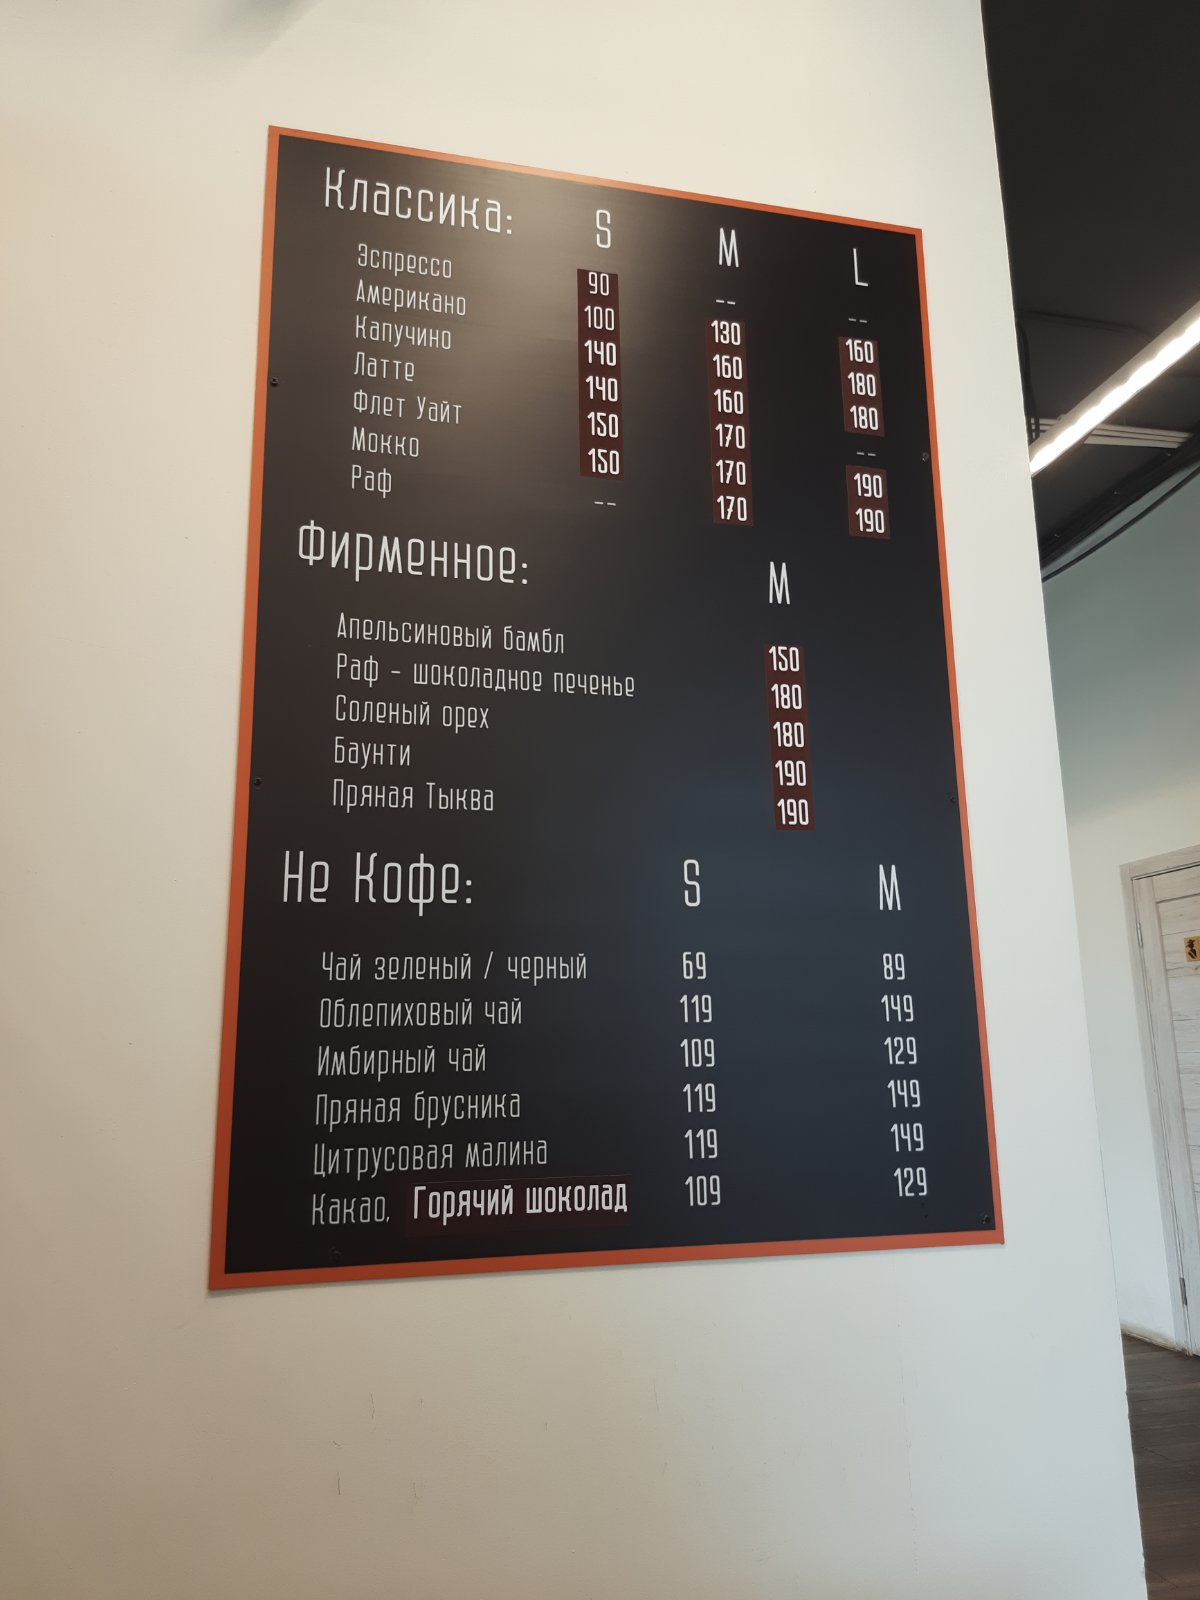 Классика: S M L
Эспрессо 90 -- --
Американо 100 130 160
Капучино 140 160 180
Латте 140 160 180
Флет Уайт 150 170 --
Мокко 150 170 190
Раф -- 170 190
Фирменное: M
Апельсиновый бамбл 150
Раф - шоколадное печенье 180
Соленый орех 180
Баунти 190
Пряная Тыква 190
Не Кофе: S M
Чай зеленый / черный 69 89
Облепиховый чай 119 149
Имбирный чай 109 129
Пряная брусника 119 149
Цитрусовая малина 119 149
Какао, Горячий шоколад 109 129